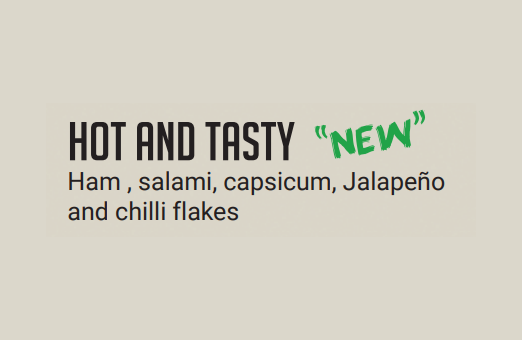 HOT AND TASTY “NEW”
Ham , salami, capsicum, Jalapeño
and chilli flakes